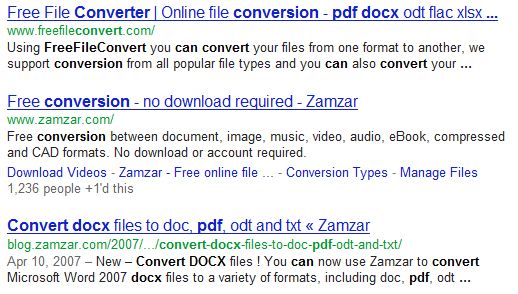 Free File Converter | Online file conversion - pdf docx odt flac xlsx ...
www.freefileconvert.com/
Using FreeFileConvert you can convert your files from one format to another, we
support conversion from all popular file types and you can also convert your ...
Free conversion - no download required - Zamzar
www.zamzar.com/
Free conversion between document, image, music, video, audio, eBook, compressed
and CAD formats. No download or account required.
Download Videos - Zamzar - Free online file ... - Conversion Types - Manage Files
1,236 people +1'd this
Convert docx files to doc, pdf, odt and txt « Zamzar
blog.zamzar.com/2007/.../convert-docx-files-to-doc-pdf-odt-and-txt/
Apr 10, 2007 – New – Convert DOCX files ! You can now use Zamzar to convert
Microsoft Word 2007 docx files to a variety of formats, including doc, pdf, odt ...